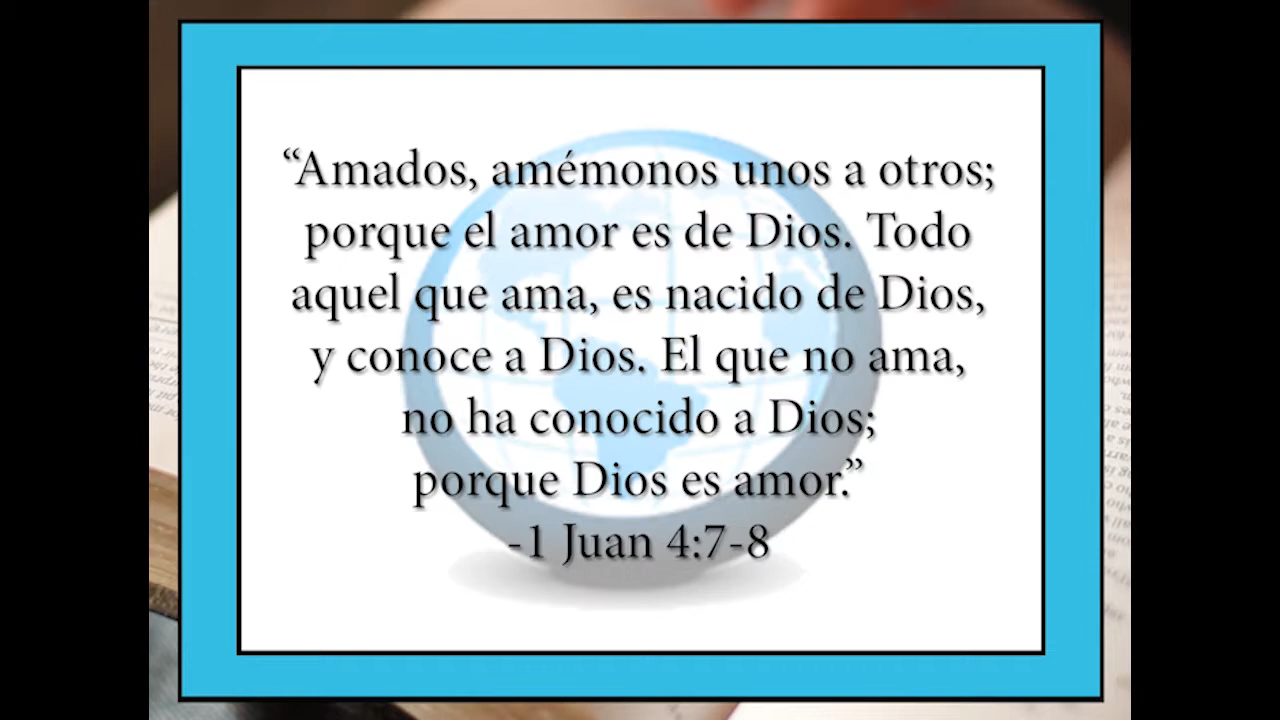 “Amados, amémonos unos a otros;
porque el amor es de Dios. Todo
aquel que ama, es nacido de Dios,
y conoce a Dios. El que no ama,
no ha conocido a Dios;
porque Dios es amor.”
-1 Juan 4:7-8